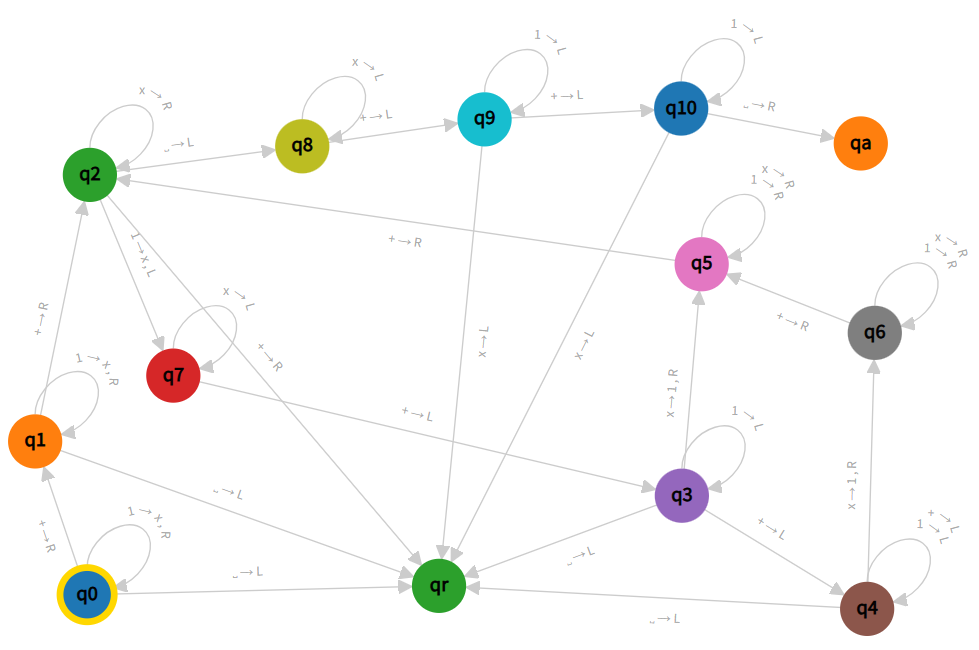 1→L
1→L
x→L
q10
+→L
␣→R
x→R
q9
+→L
qa
q8
␣→L
q2
x→R
1→R
x→R
1→R
+→R
1→x,L
q5
x→L
+→R
q6
+→R
x→L
x→L
+→R
1→x,R
q7
x→1,R
+→L
1→L
q1
x→1,R
q3
␣→L
1→x,R
+→L
+→L
1→L
+→R
␣→L
␣→L
qr
q0
q4
␣→L